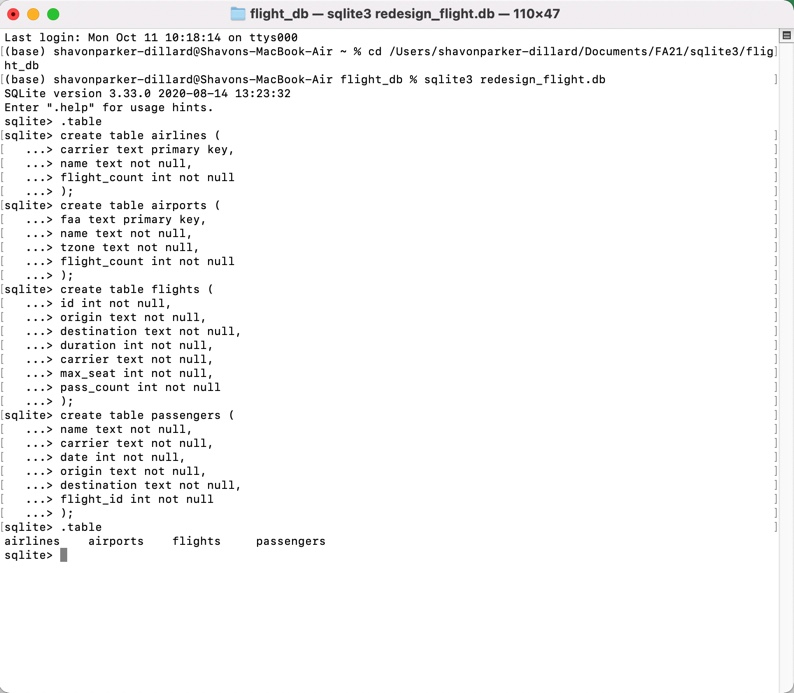 flight_db — sqlite3 redesign_flight.db — 110×47
Last login: Mon Oct 11 10:18:14 on ttys000
[(base) shavonparker-dillard@Shavons-MacBook-Air ~ % cd /Users/shavonparker-dillard/Documents/FA21/sqlite3/flig]
ht_db
[(base) shavonparker-dillard@Shavons-MacBook-Air flight_db % sqlite3 redesign_flight.db ]
SQLite version 3.33.0 2020-08-14 13:23:32
Enter ".help" for usage hints.
sqlite> .table
[sqlite> create table airlines ( ]
[   ...> carrier text primary key, ]
[   ...> name text not null, ]
[   ...> flight_count int not null ]
[   ...> ); ]
[sqlite> create table airports ( ]
[   ...> faa text primary key, ]
[   ...> name text not null, ]
[   ...> tzone text not null, ]
[   ...> flight_count int not null ]
[   ...> ); ]
[sqlite> create table flights ( ]
[   ...> id int not null, ]
[   ...> origin text not null, ]
[   ...> destination text not null, ]
[   ...> duration int not null, ]
[   ...> carrier text not null, ]
[   ...> max_seat int not null, ]
[   ...> pass_count int not null ]
[   ...> ); ]
[sqlite> create table passengers ( ]
[   ...> name text not null, ]
[   ...> carrier text not null, ]
[   ...> date int not null, ]
[   ...> origin text not null, ]
[   ...> destination text not null, ]
[   ...> flight_id int not null ]
[   ...> ); ]
[sqlite> .table ]
airlines    airports    flights     passengers
sqlite>